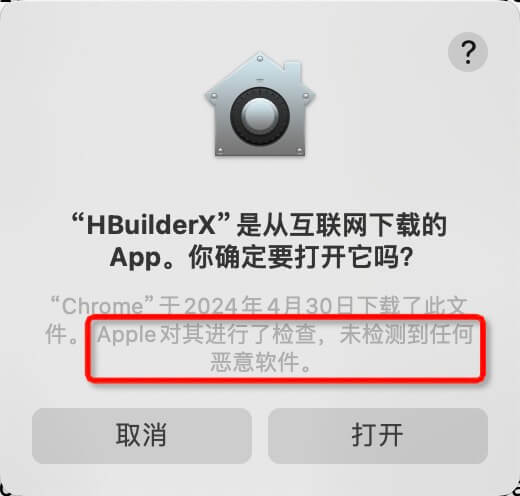 ?
“HBuilderX”是从互联网下载的
App。你确定要打开它吗?
“Chrome”于2024年4月30日下载了此文
件。Apple对其进行了检查，未检测到任何
恶意软件。
取消
打开